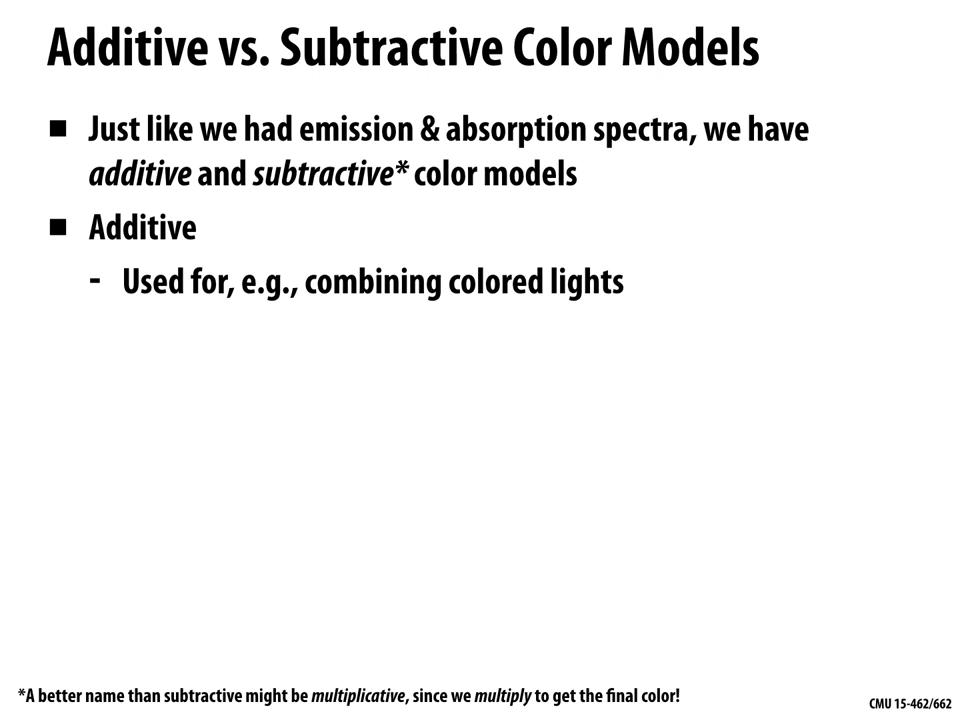 Additive vs. Subtractive Color Models
■ Just like we had emission & absorption spectra, we have
additive and subtractive* color models
■ Additive
- Used for, e.g., combining colored lights
*A better name than subtractive might be multiplicative, since we multiply to get the final color!
CMU 15-462/662